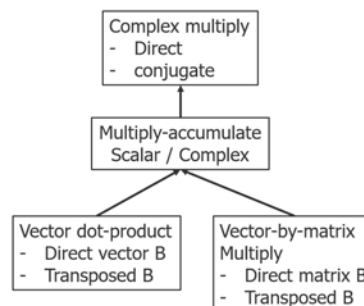 Complex multiply
- Direct
- conjugate
Multiply-accumulate
Scalar / Complex
Vector dot-product
- Direct vector B
- Transposed B
Vector-by-matrix
Multiply
- Direct matrix B
- Transposed B